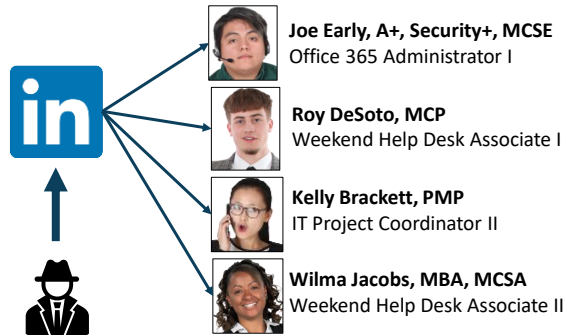 Joe Early, A+, Security+, MCSE
Office 365 Administrator I
in
Roy DeSoto, MCP
Weekend Help Desk Associate I
Kelly Brackett, PMP
IT Project Coordinator II
Wilma Jacobs, MBA, MCSA
Weekend Help Desk Associate II